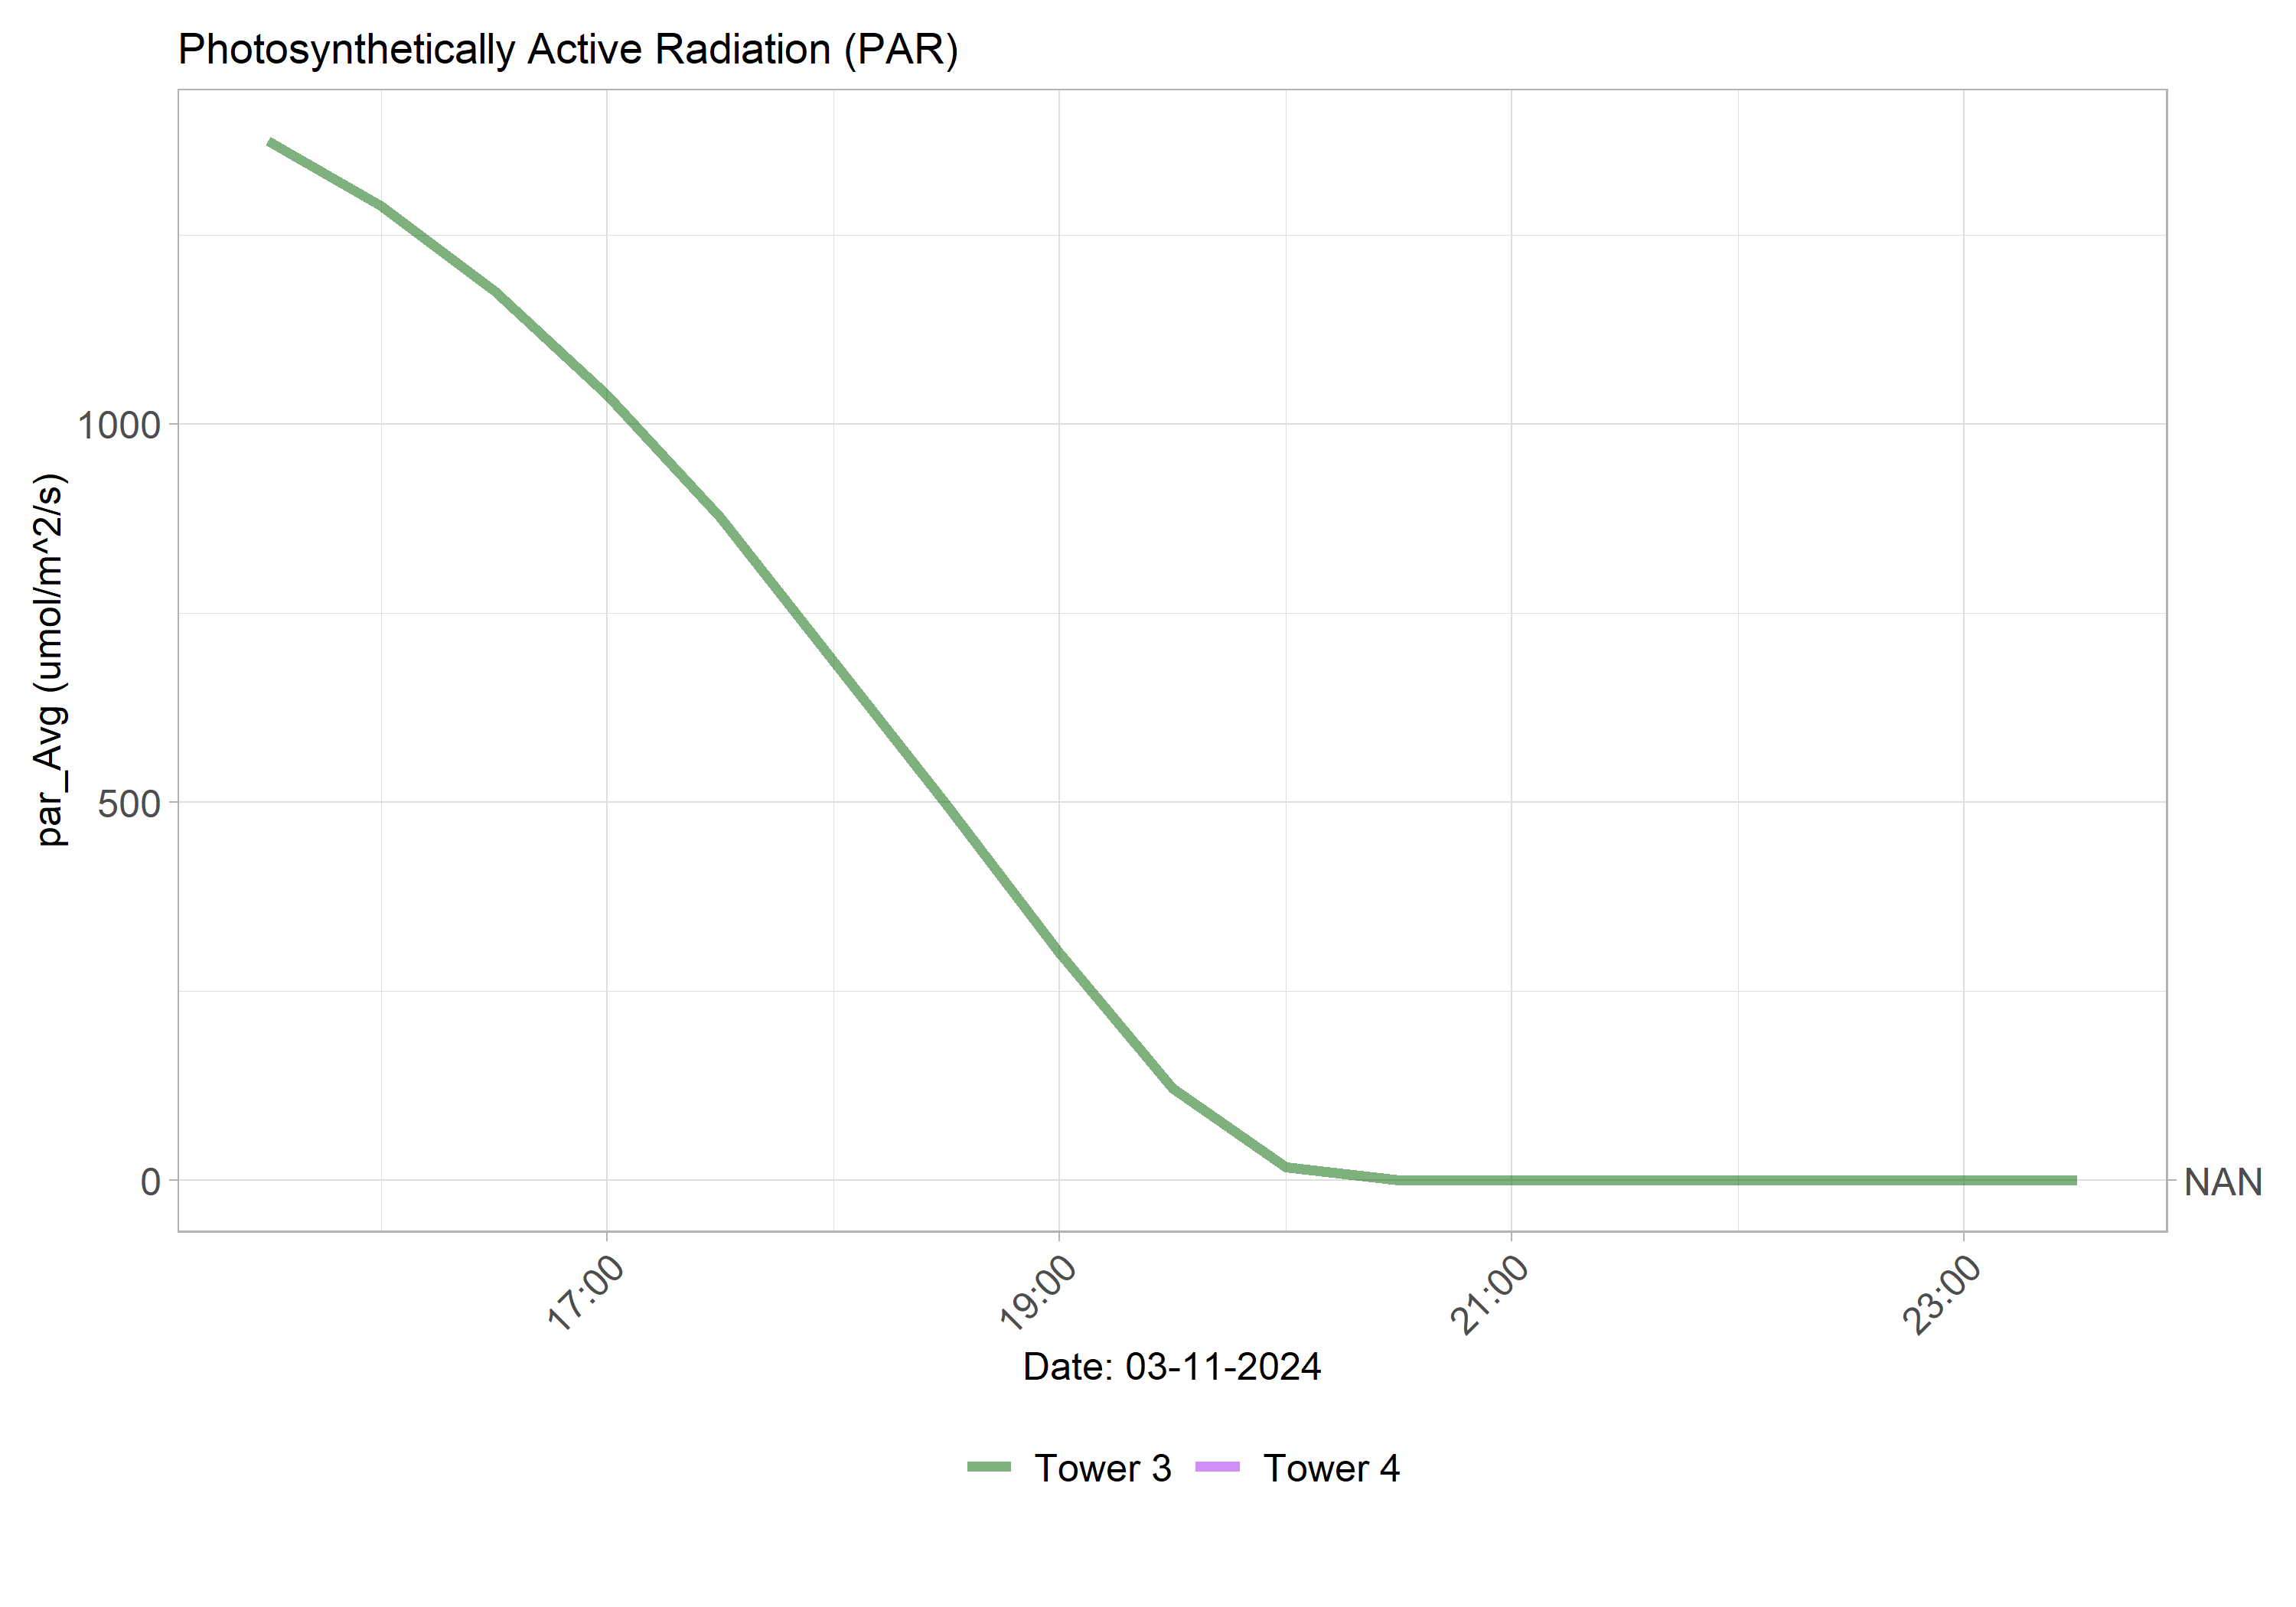 Photosynthetically Active Radiation (PAR)
par_Avg (umol/m^2/s)
1000
500
0
NAN
17:00
19:00
21:00
23:00
Date: 03-11-2024
Tower 3
Tower 4